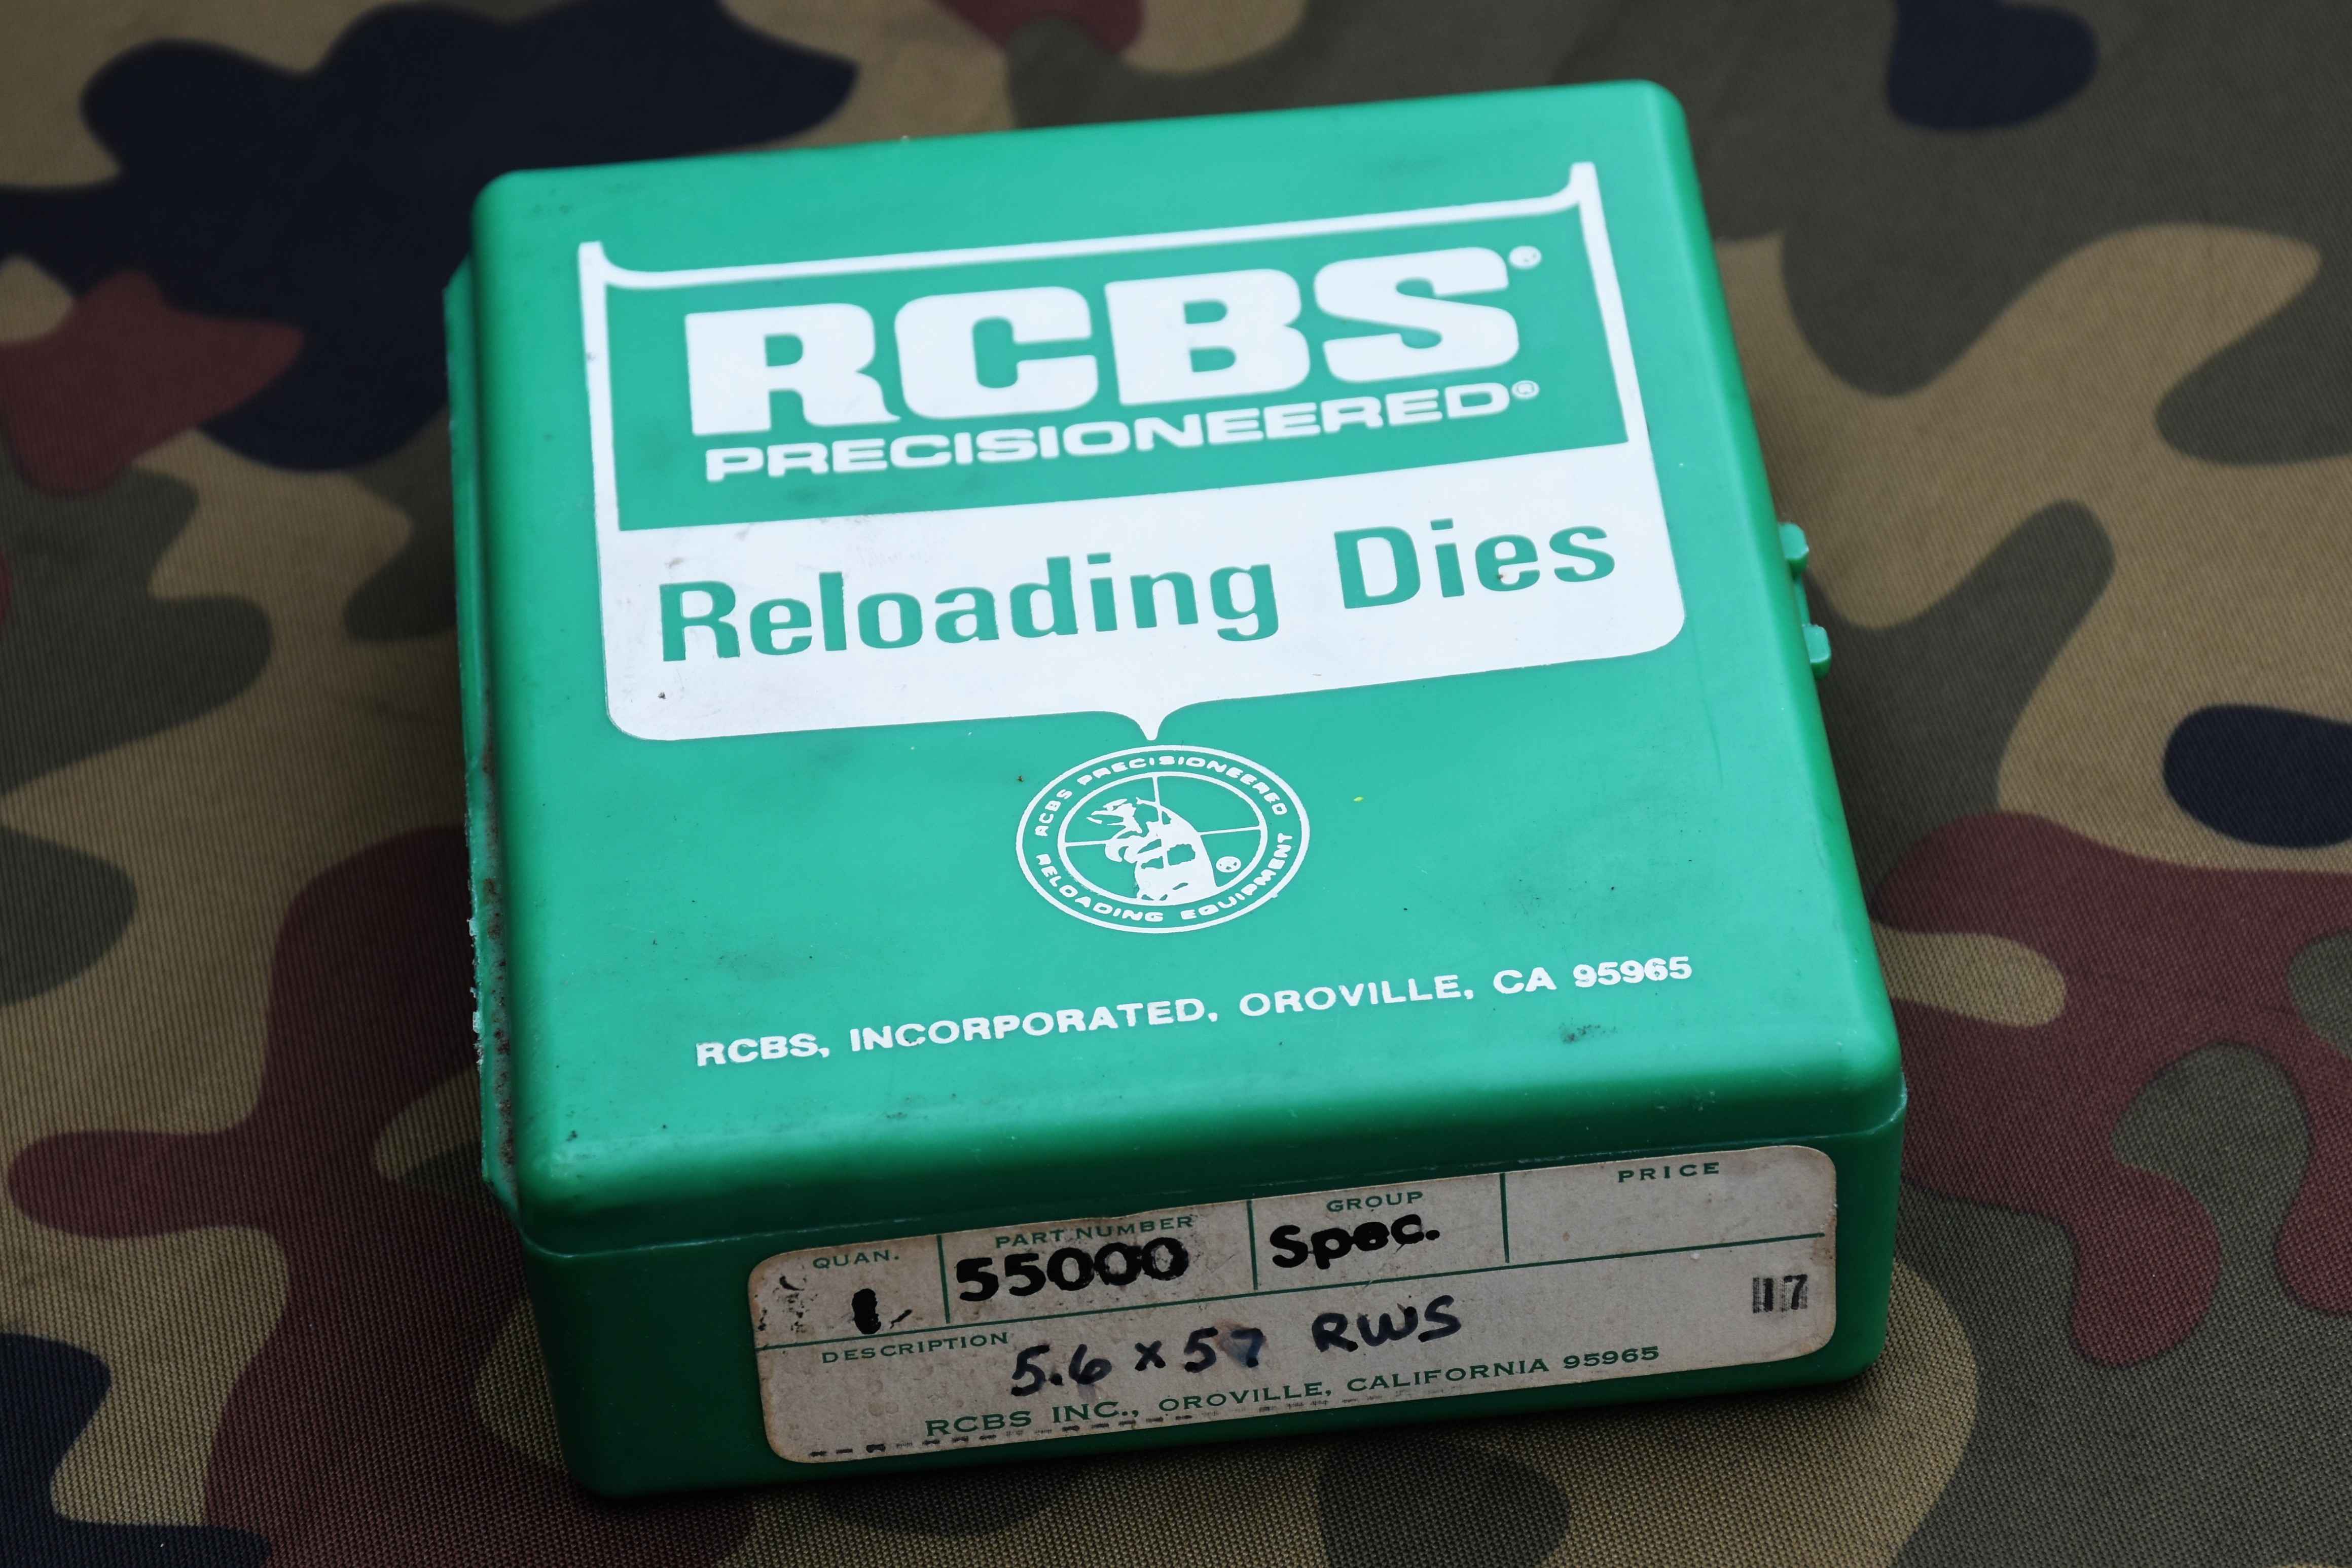 RCBS®
PRECISIONEERED®
Reloading Dies
RCBS PRECISIONEERED
RELOADING EQUIPMENT
®
RCBS, INCORPORATED, OROVILLE, CA 95965
QUAN. PART NUMBER GROUP PRICE
1 55000 Spec.
DESCRIPTION 5.6 x 57 RWS 17
RCBS INC., OROVILLE, CALIFORNIA 95965